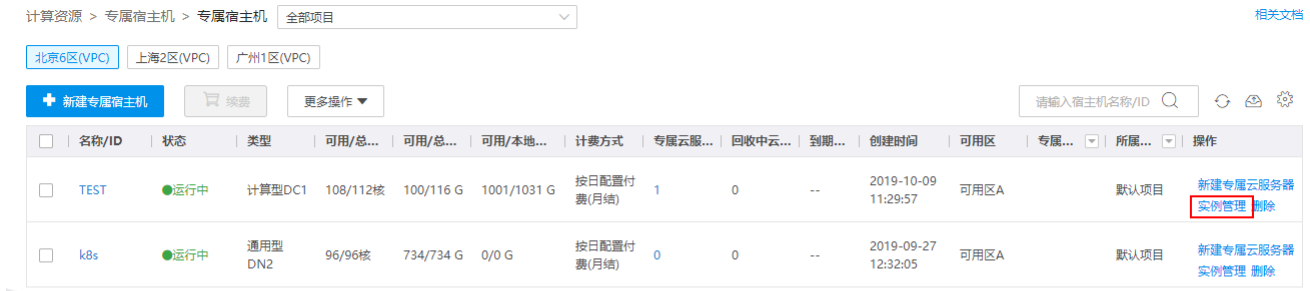 计算资源 > 专属宿主机 > 专属宿主机 全部项目 相关文档
北京6区(VPC) 上海2区(VPC) 广州1区(VPC)
新建专属宿主机 续费 更多操作 请输入宿主机名称/ID
名称/ID 状态 类型 可用/总... 可用/总... 可用/本地... 计费方式 专属云服... 回收中云... 到期... 创建时间 可用区 专属... 所属... 操作
TEST 运行中 计算型DC1 108/112核 100/116 G 1001/1031 G 按日配置付 1 0 -- 2019-10-09 可用区A 默认项目 新建专属云服务器
费(月结) 11:29:57 实例管理 删除
k8s 运行中 通用型 96/96核 734/734 G 0/0 G 按日配置付 0 0 -- 2019-09-27 可用区A 默认项目 新建专属云服务器
DN2 费(月结) 12:32:05 实例管理 删除